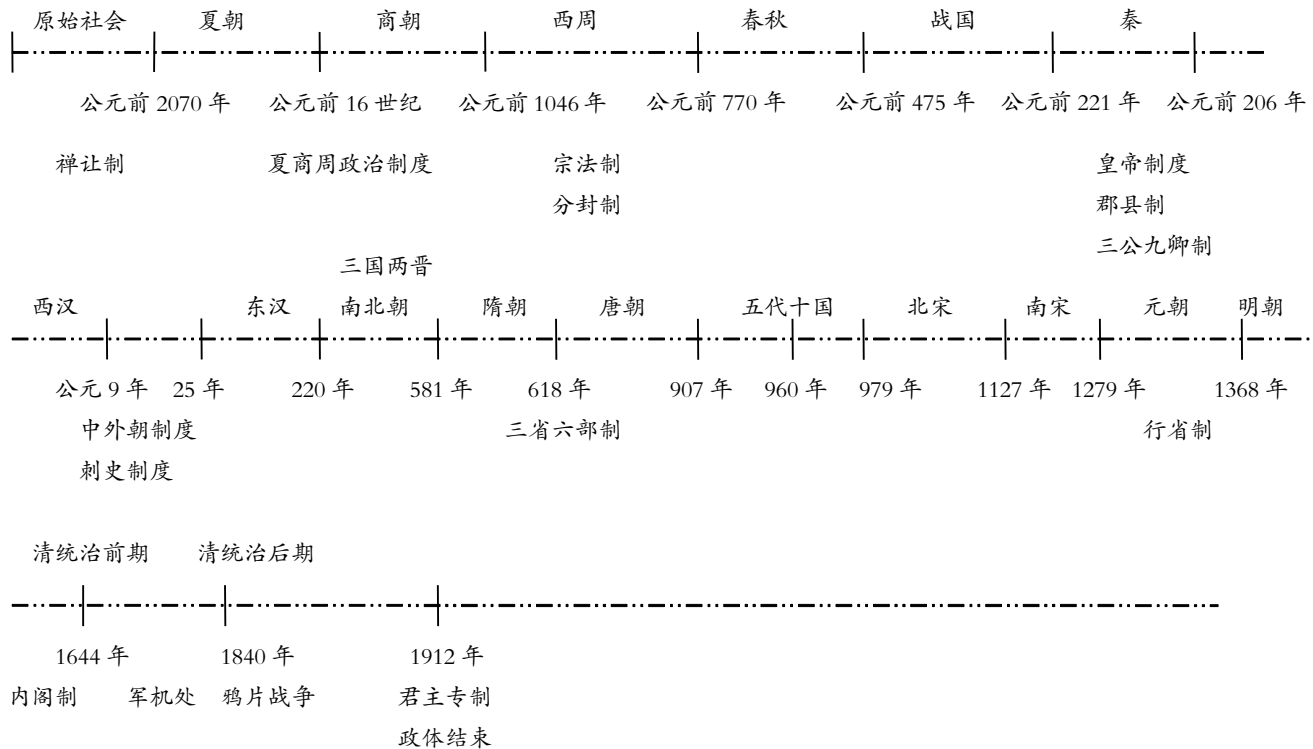 原始社会 夏朝 商朝 西周 春秋 战国 秦
公元前 2070 年 公元前 16 世纪 公元前 1046 年 公元前 770 年 公元前 475 年 公元前 221 年 公元前 206 年
禅让制 夏商周政治制度 宗法制 皇帝制度
分封制 郡县制
三公九卿制
三国两晋
西汉 东汉 南北朝 隋朝 唐朝 五代十国 北宋 南宋 元朝 明朝
公元 9 年 25 年 220 年 581 年 618 年 907 年 960 年 979 年 1127 年 1279 年 1368 年
中外朝制度 三省六部制 行省制
刺史制度
清统治前期 清统治后期
1644 年 1840 年 1912 年
内阁制 军机处 鸦片战争 君主专制
政体结束